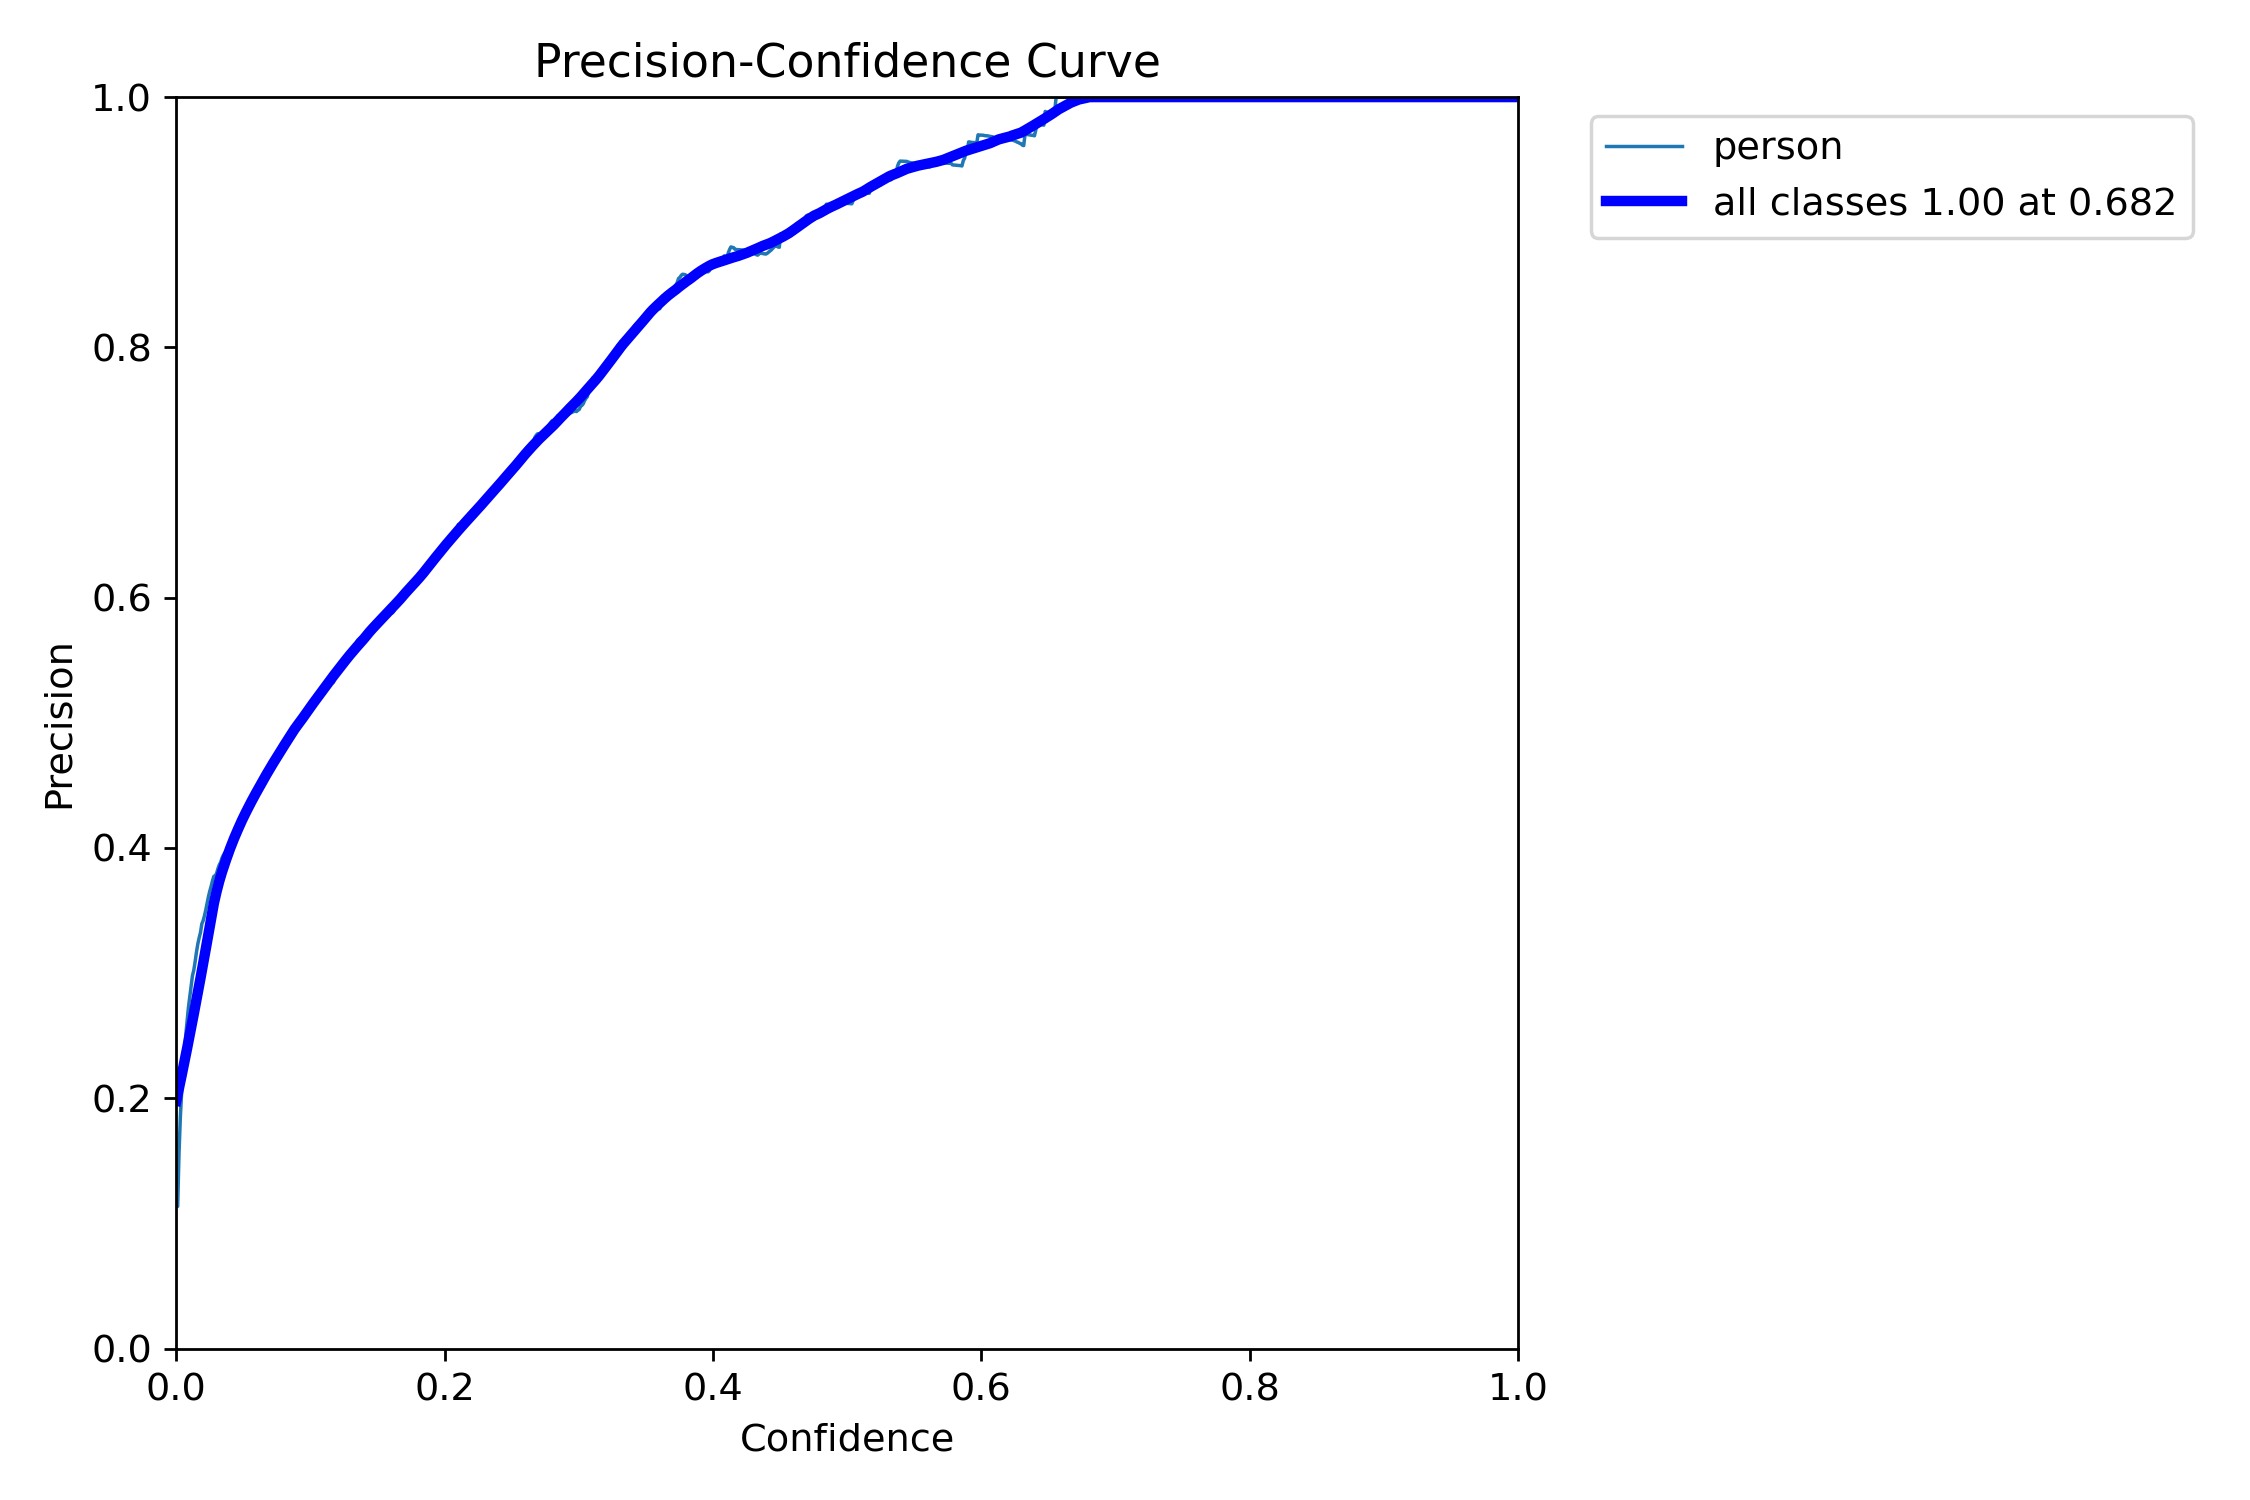 Precision-Confidence Curve
1.0
0.8
0.6
0.4
0.2
0.0
Precision
0.0 0.2 0.4 0.6 0.8 1.0
Confidence
person
all classes 1.00 at 0.682